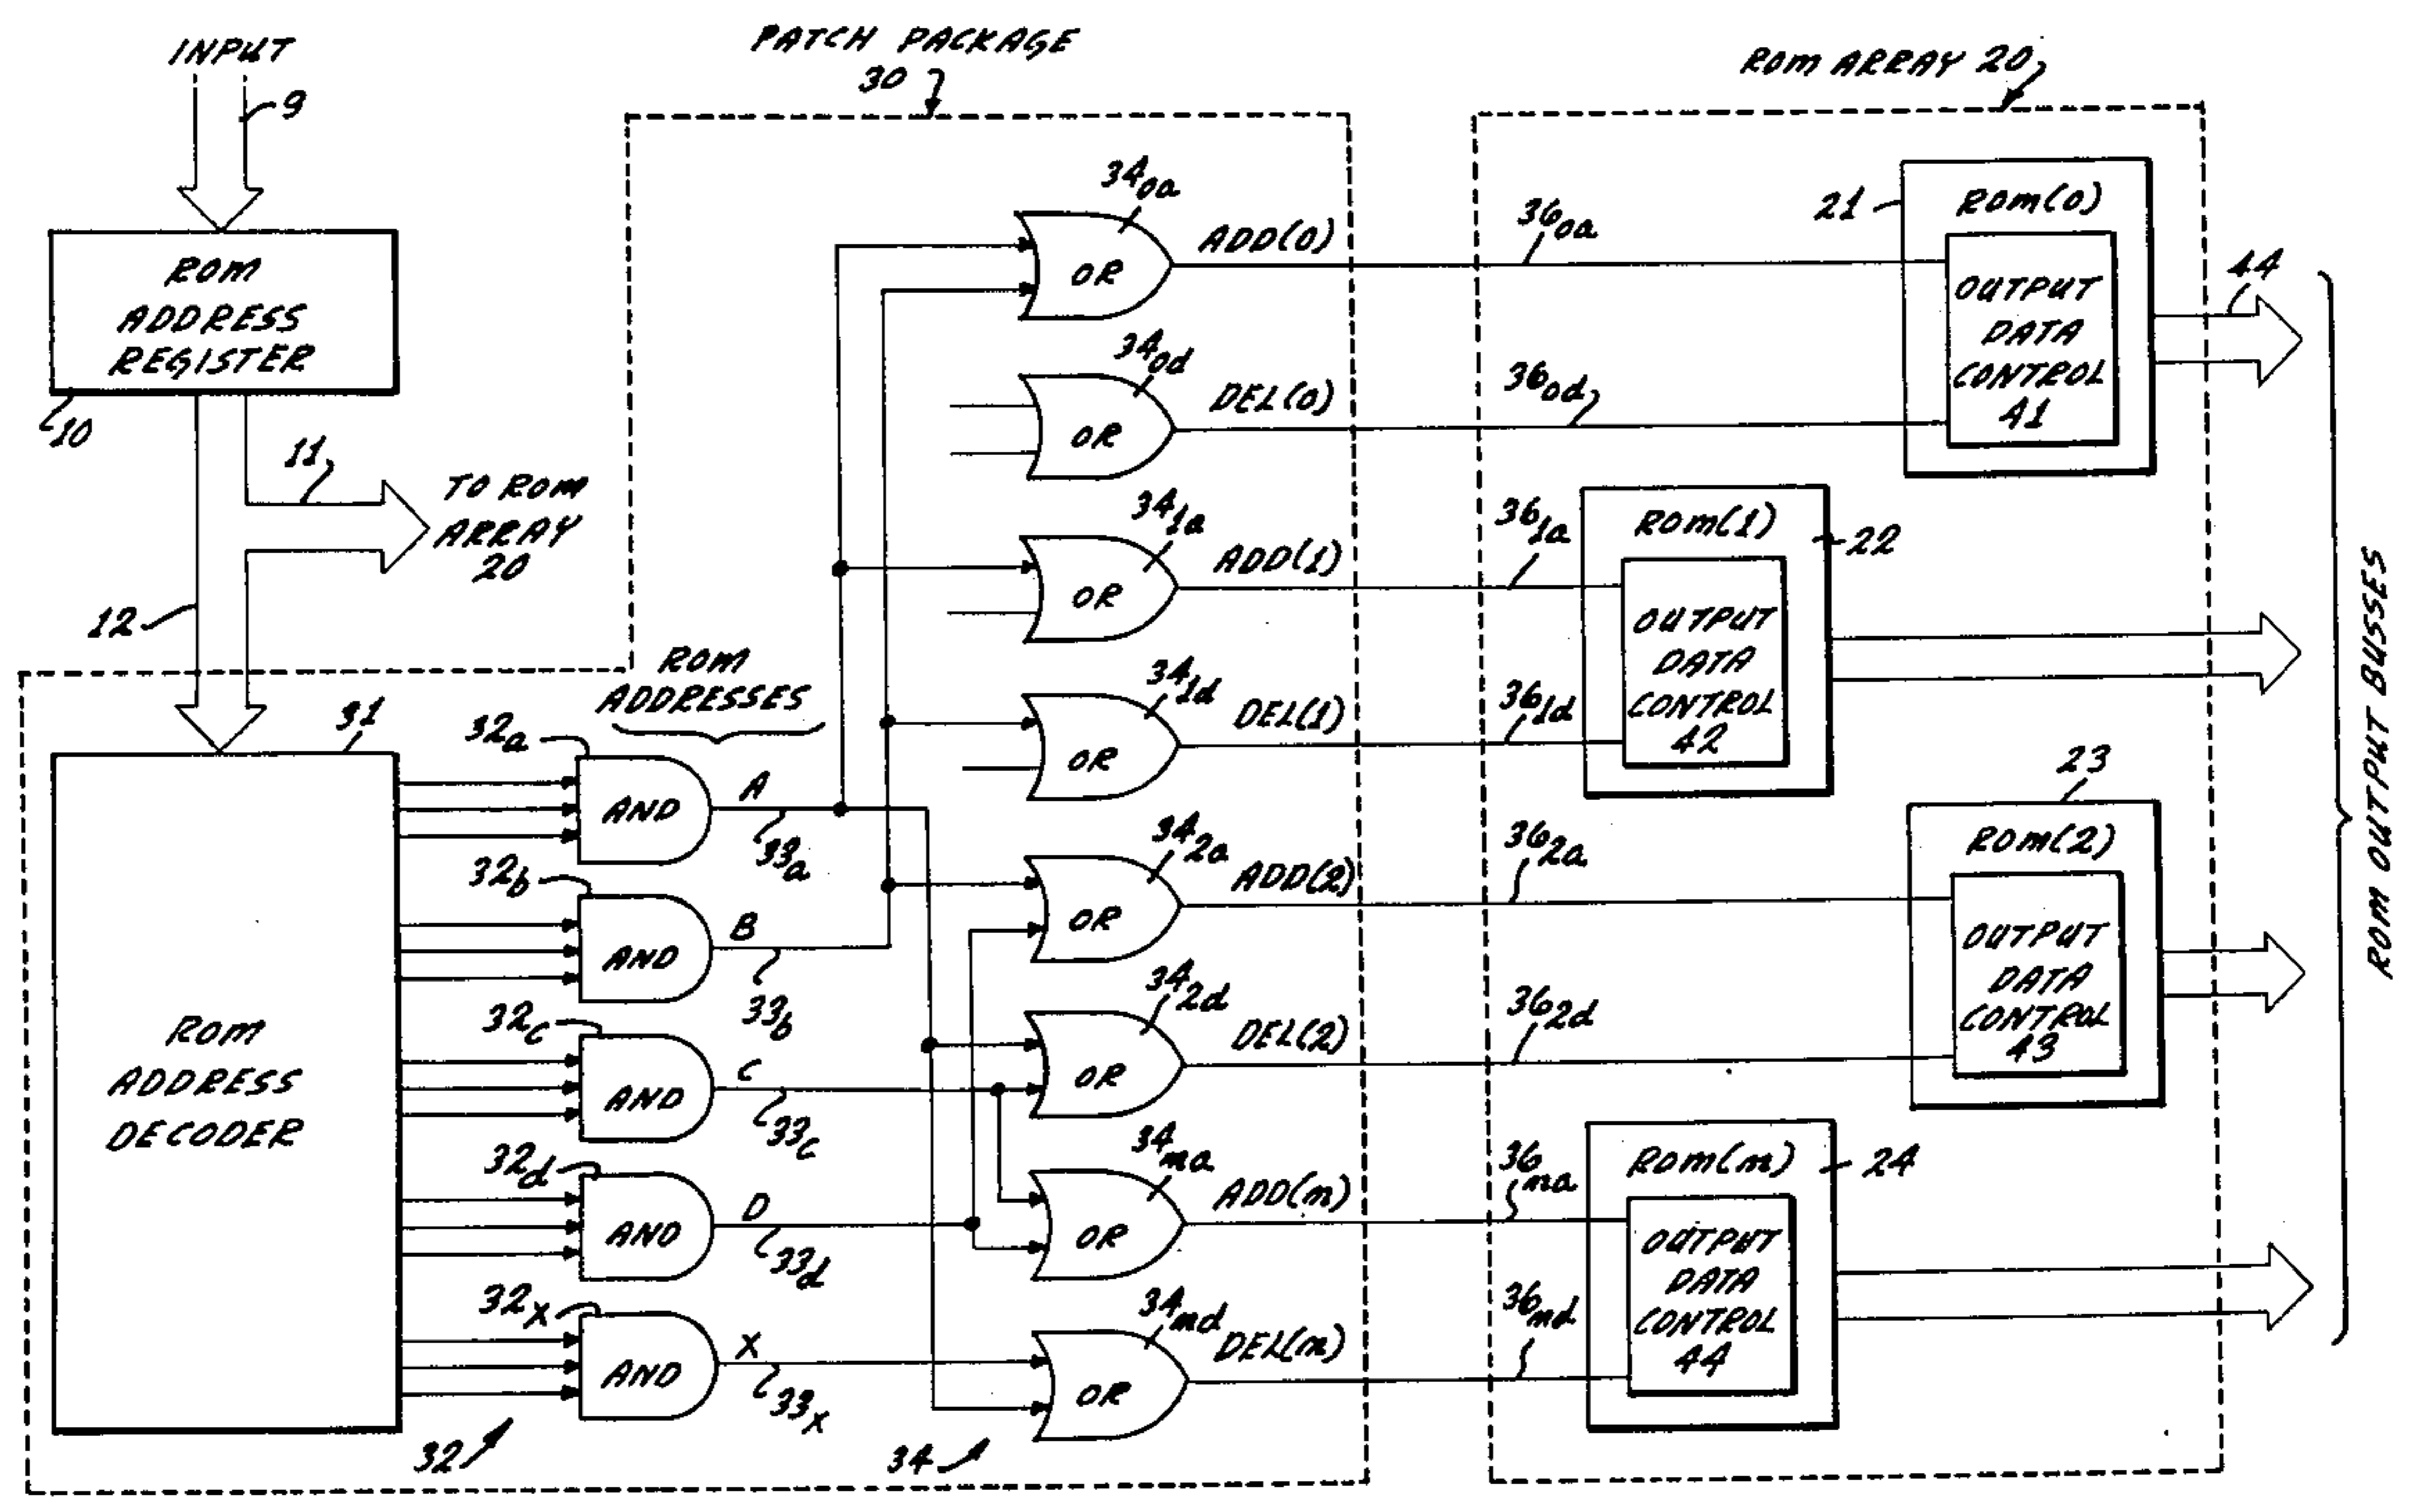 INPUT
9
ROM
ADDRESS
REGISTER
10
11
TO ROM
ARRAY
20
12
PATCH PACKAGE
30
ROM ARRAY 20
31
ROM
ADDRESS
DECODER
ROM
ADDRESSES
32a
AND
A
33a
32b
AND
B
33b
32c
AND
C
33c
32d
AND
D
33d
32x
AND
X
33x
32
34
34oa
OR
ADD(0)
36oa
34od
OR
DEL(0)
36od
341a
OR
ADD(1)
361a
341d
OR
DEL(1)
361d
342a
OR
ADD(2)
362a
342d
OR
DEL(2)
362d
34ma
OR
ADD(m)
36ma
34md
OR
DEL(m)
36md
21
ROM(0)
OUTPUT
DATA
CONTROL
41
44
ROM(1)
22
OUTPUT
DATA
CONTROL
42
23
ROM(2)
OUTPUT
DATA
CONTROL
43
ROM(m)
24
OUTPUT
DATA
CONTROL
44
ROM OUTPUT BUSSES